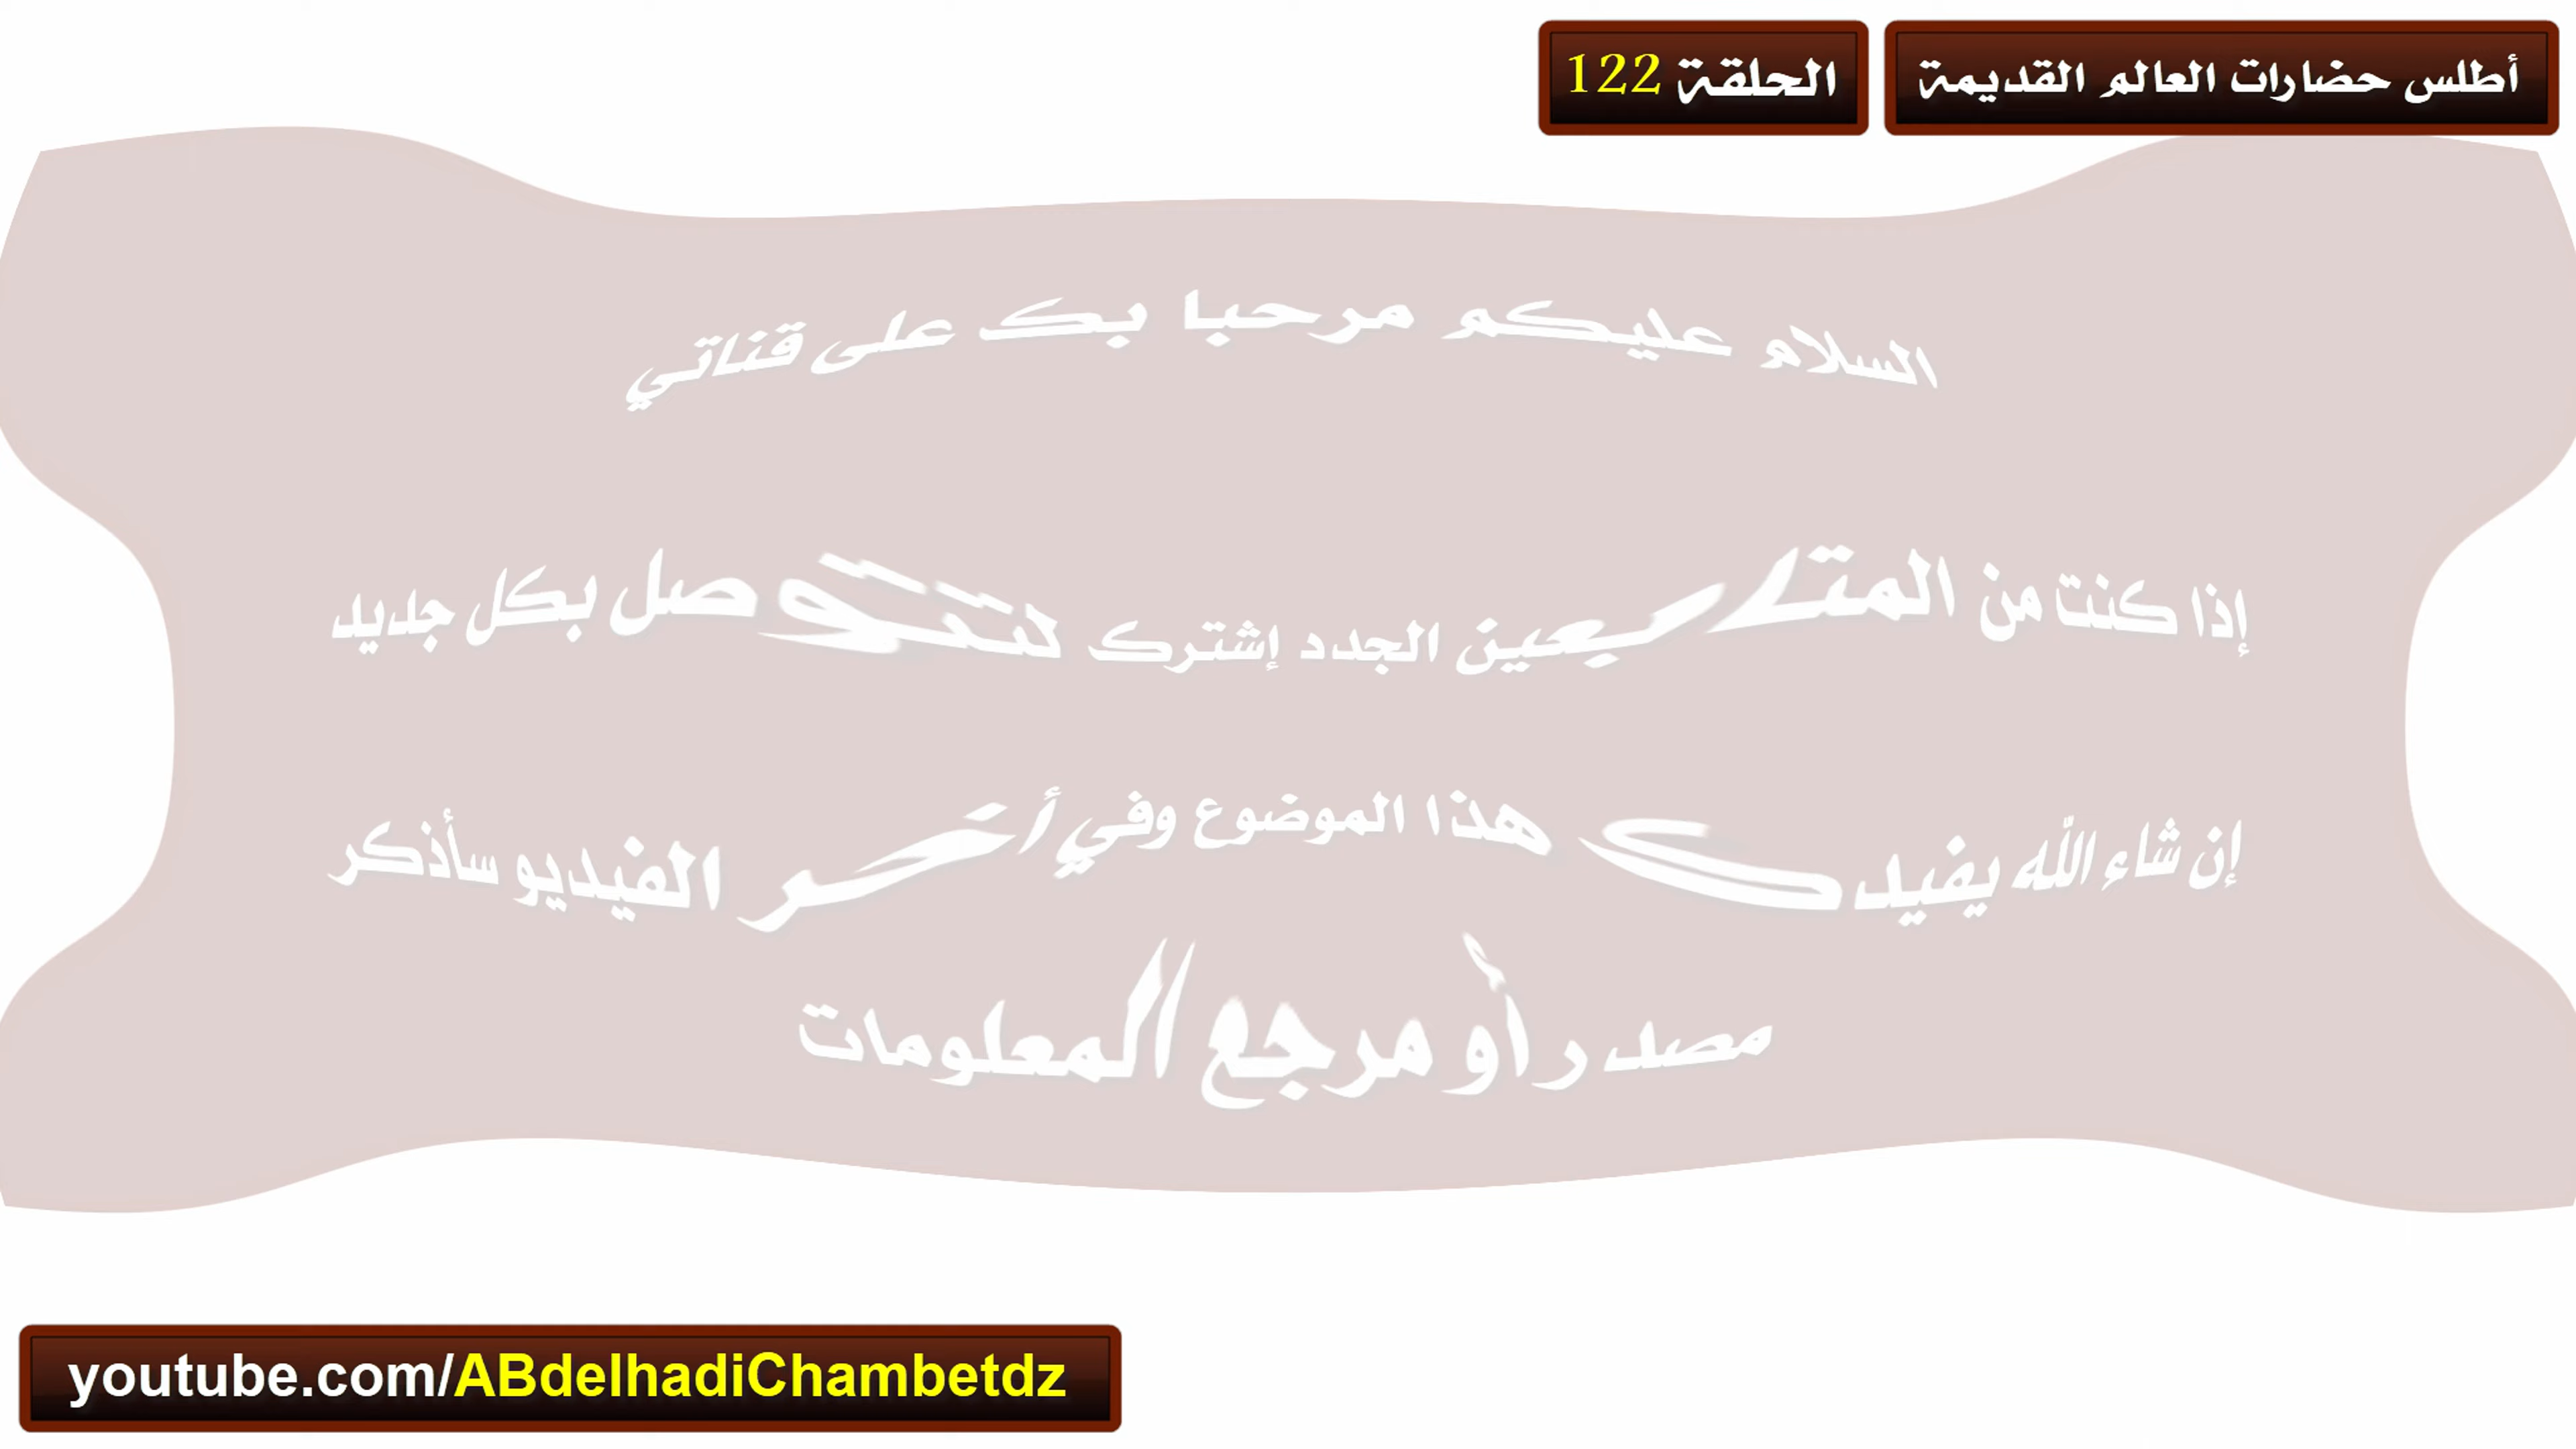 أطلس حضارات العالم القديمة
الحلقة 122
السلام عليكم مرحبا بك على قناتي
إذا كنت من المتابعين الجدد إشترك لتتوصل بكل جديد
إن شاء الله يفيدك هذا الموضوع وفي أخر الفيديو سأذكر
مصدر أو مرجع المعلومات
youtube.com/ABdelhadiChambetdz